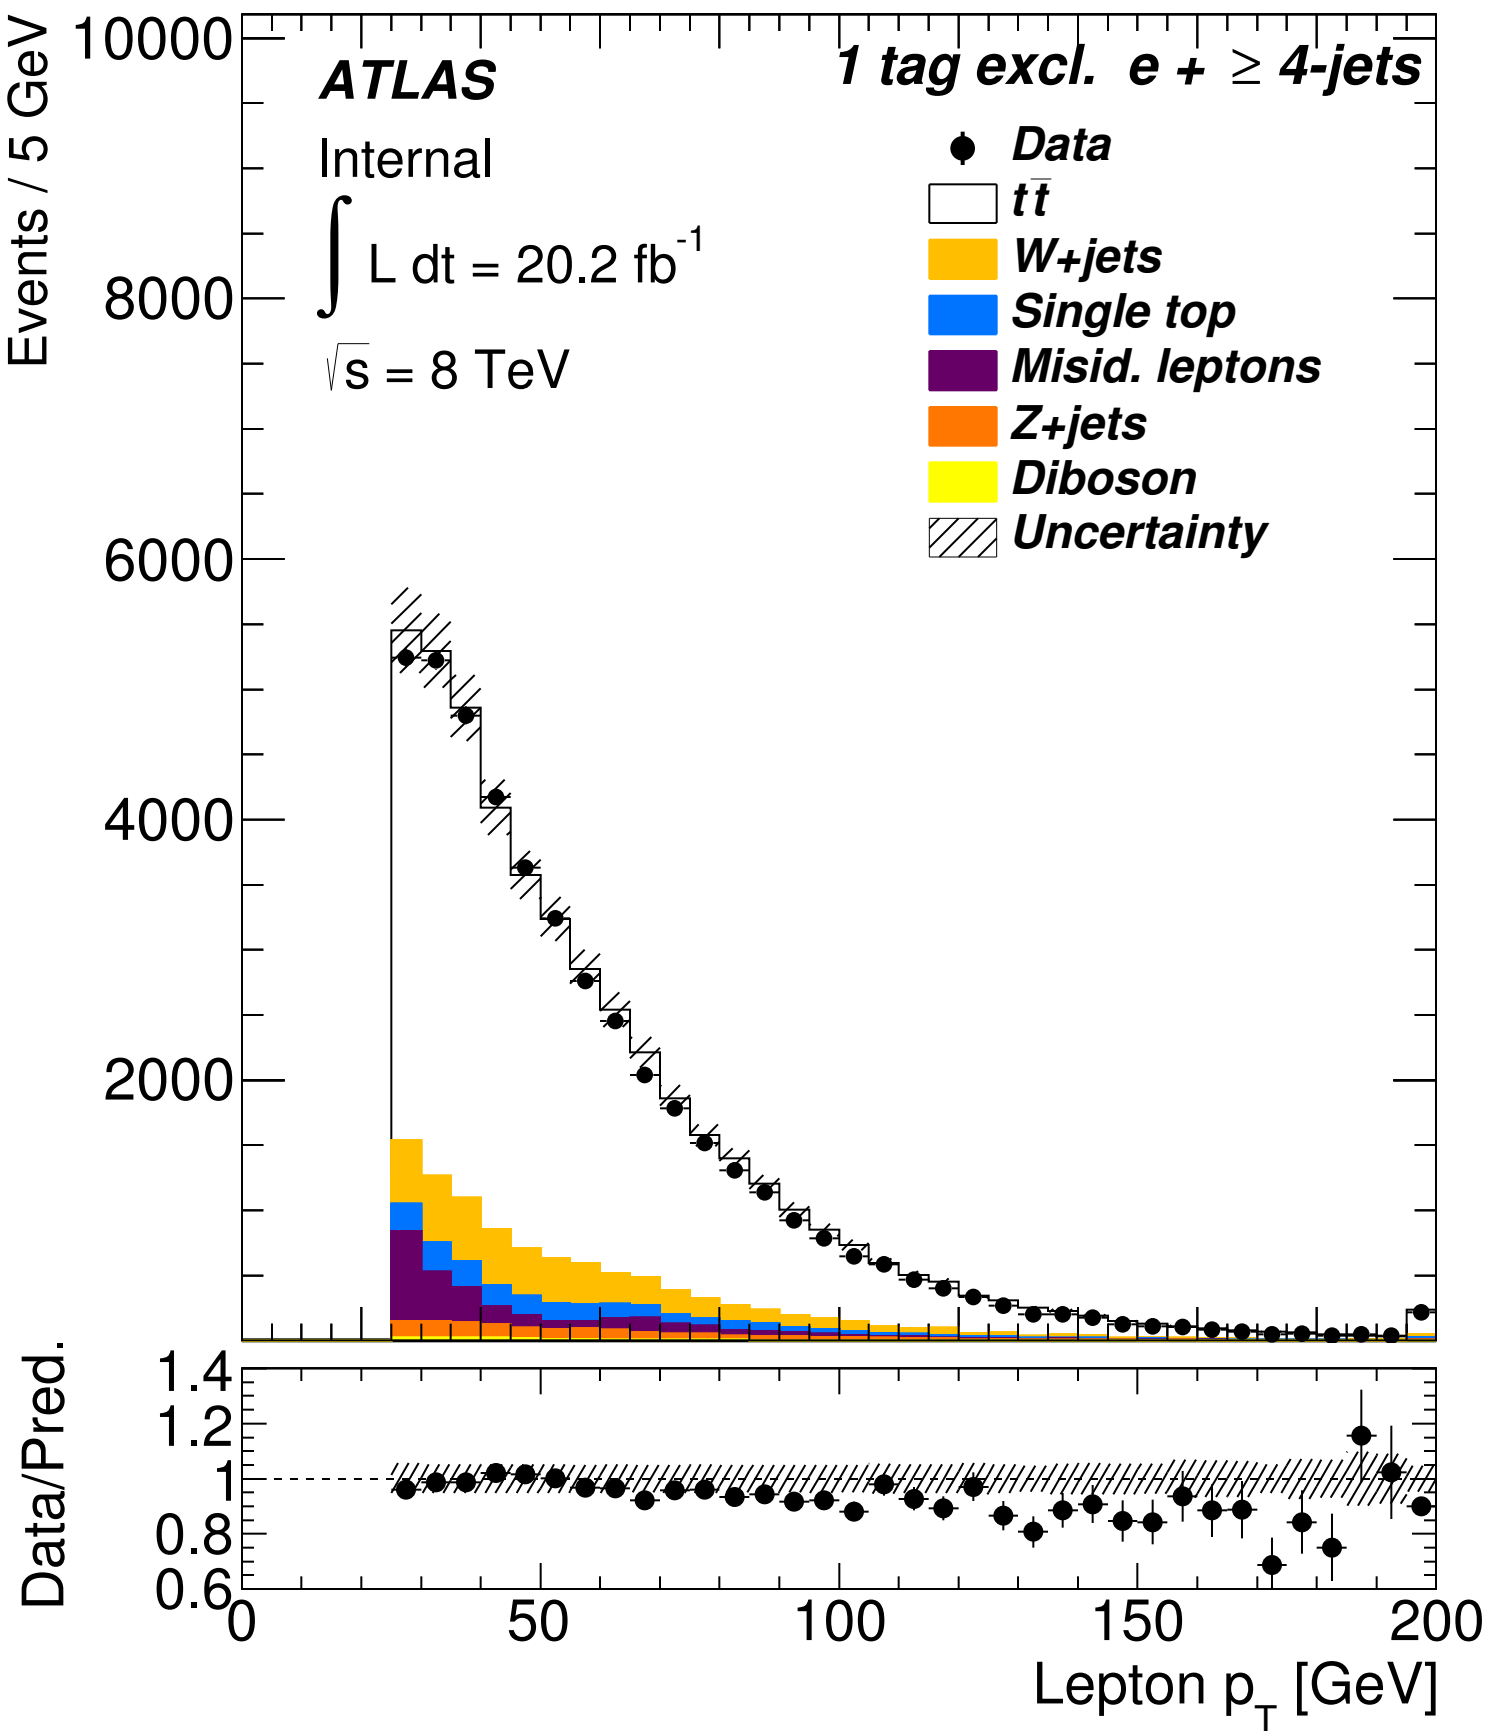 Events / 5 GeV
10000
8000
6000
4000
2000
ATLAS
Internal
∫ L dt = 20.2 fb⁻¹
√s = 8 TeV
1 tag excl. e + ≥ 4-jets
Data
tt̅
W+jets
Single top
Misid. leptons
Z+jets
Diboson
Uncertainty
Data/Pred.
1.4
1.2
1
0.8
0.6
0 50 100 150 200
Lepton p_T [GeV]